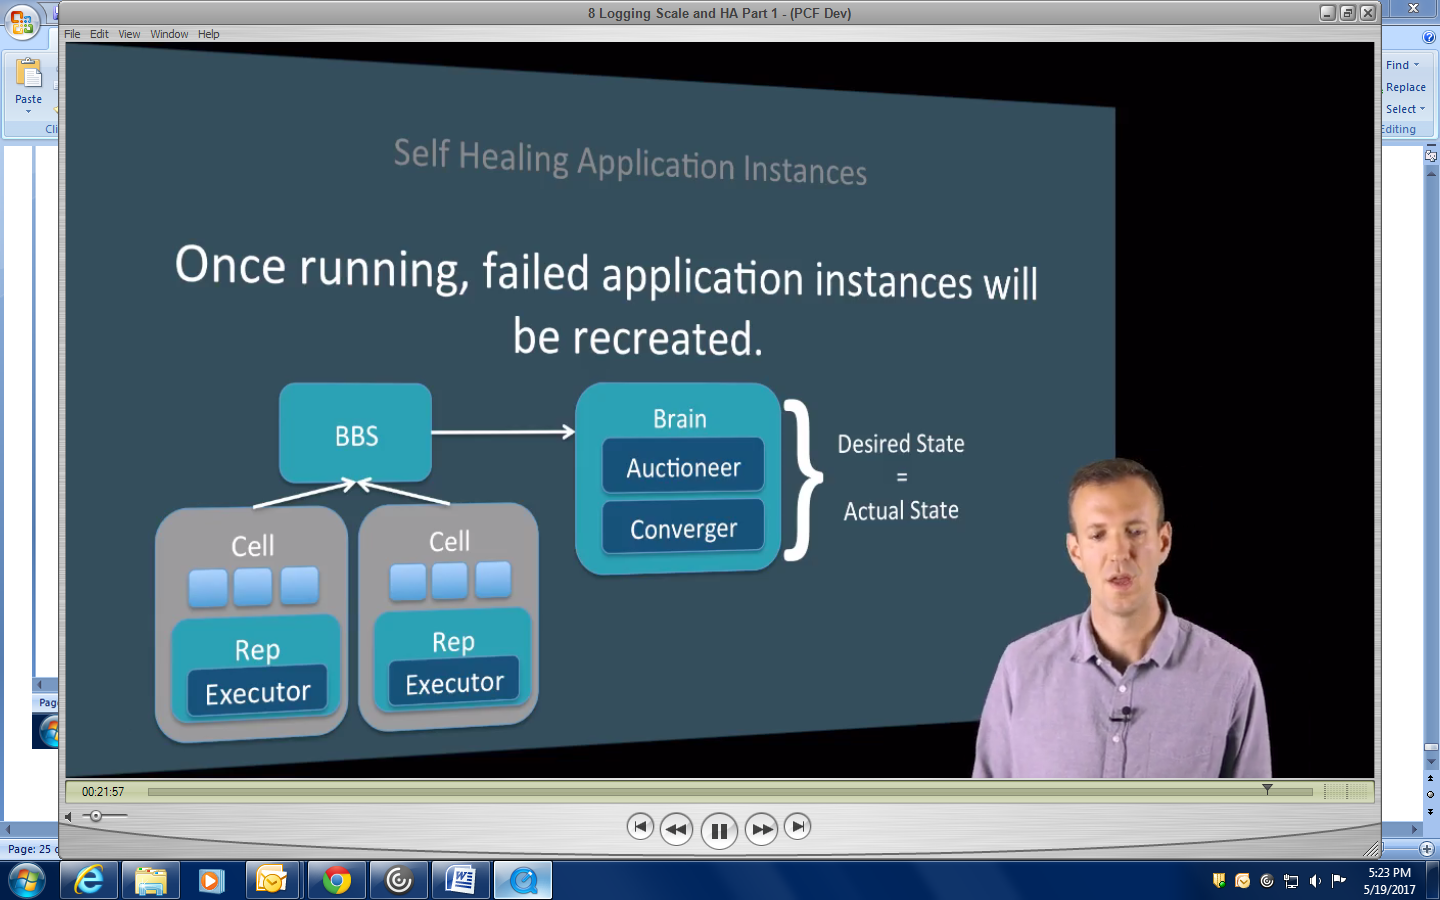 8 Logging Scale and HA Part 1 - (PCF Dev)
File Edit View Window Help
Paste
Find
Replace
Select
Editing
Self Healing Application Instances
Once running, failed application instances will
be recreated.
BBS
Brain
Auctioneer
Converger
Desired State
=
Actual State
Cell
Rep
Executor
Cell
Rep
Executor
00:21:57
Page: 25
5:23 PM
5/19/2017